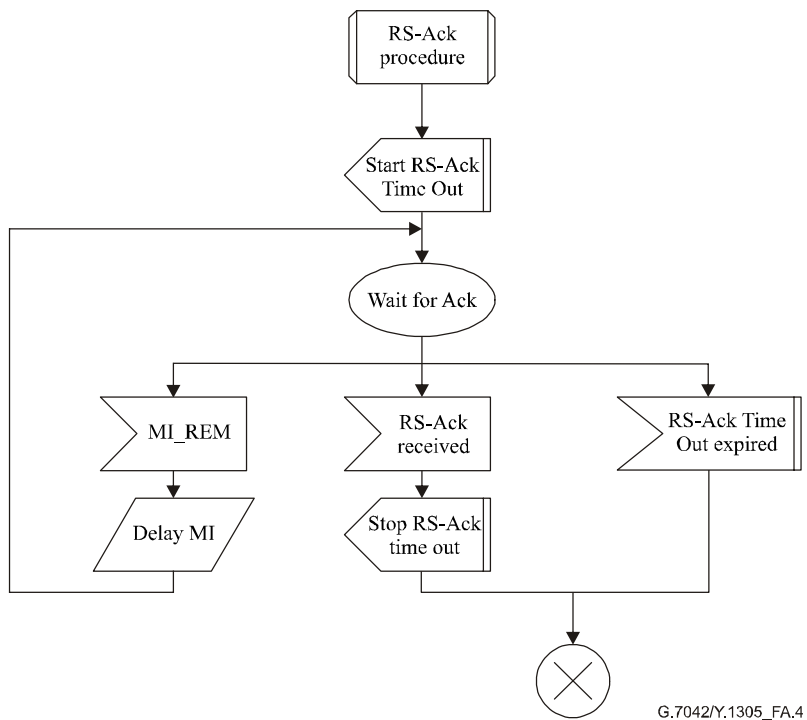 RS-Ack
procedure
Start RS-Ack
Time Out
Wait for Ack
MI_REM
RS-Ack
received
RS-Ack Time
Out expired
Delay MI
Stop RS-Ack
time out
G.7042/Y.1305_FA.4